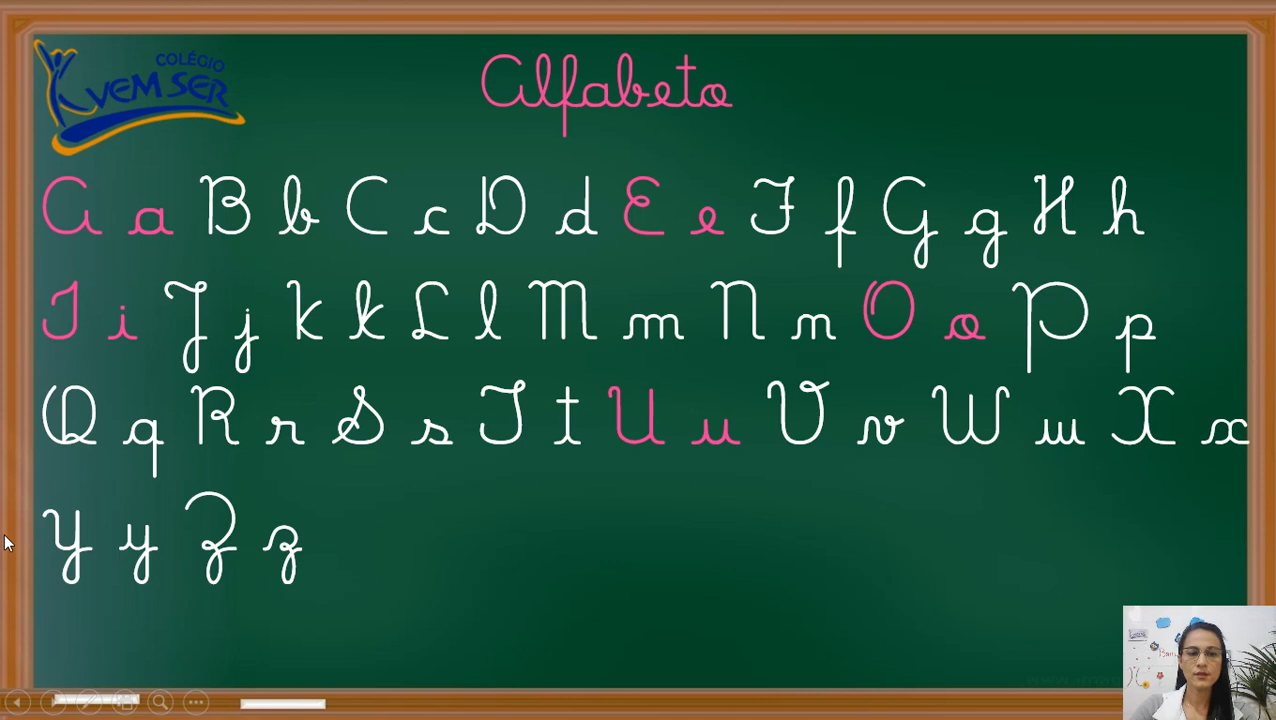 COLÉGIO
VEM SER
Alfabeto
A a B b C c D d E e F f G g H h
I i J j K k L l M m N n O o P p
Q q R r S s T t U u V v W w X x
Y y Z z